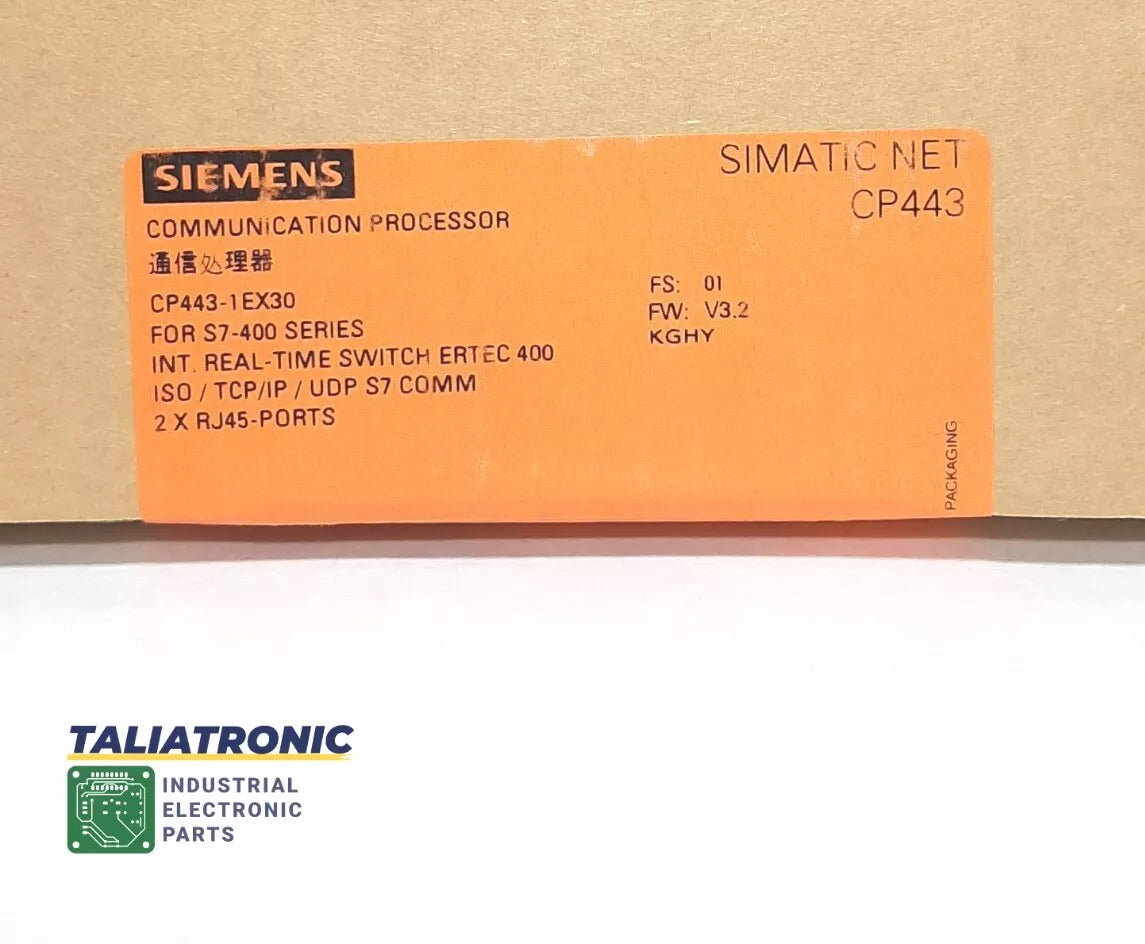 SIEMENS
SIMATIC NET
CP443
COMMUNICATION PROCESSOR
通信处理器
CP443-1EX30
FOR S7-400 SERIES
INT. REAL-TIME SWITCH ERTEC 400
ISO / TCP/IP / UDP S7 COMM
2 X RJ45-PORTS
FS: 01
FW: V3.2
KGHY
PACKAGING
TALIATRONIC
INDUSTRIAL
ELECTRONIC
PARTS